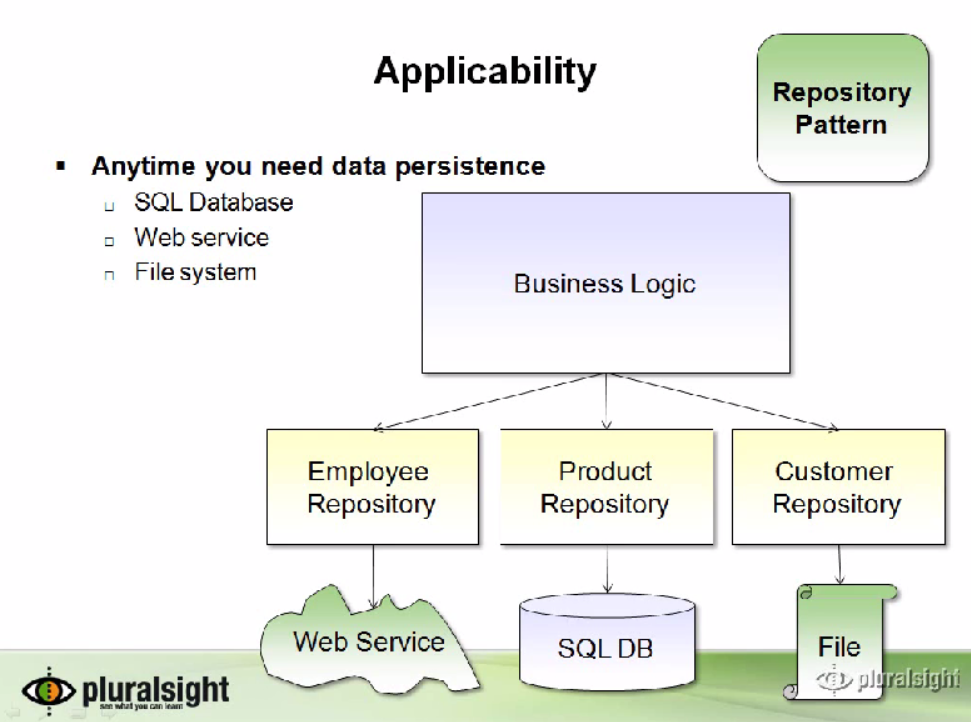 Applicability
Repository
Pattern
Anytime you need data persistence
SQL Database
Web service
File system
Business Logic
Employee
Repository
Product
Repository
Customer
Repository
Web Service
SQL DB
File
pluralsight
see what you can learn
pluralsight